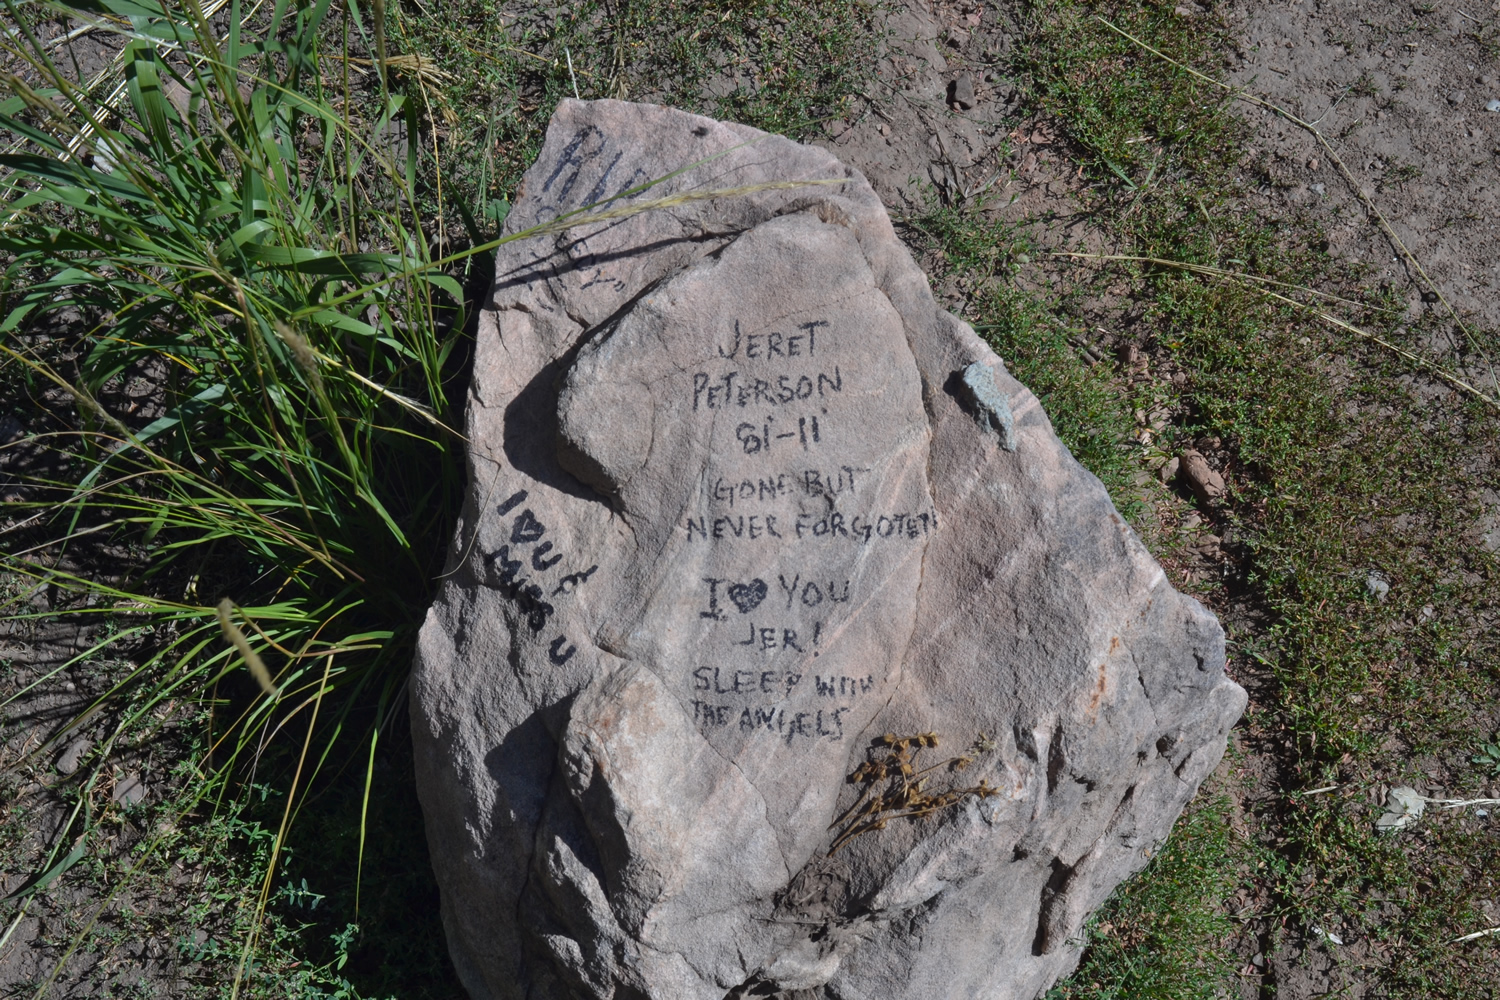 JERET
PETERSON
81-11
GONE BUT
NEVER FORGOTEN
I ♥ YOU
JER!
SLEEP WITH
THE ANGELS
I ♥ U &
MISS U